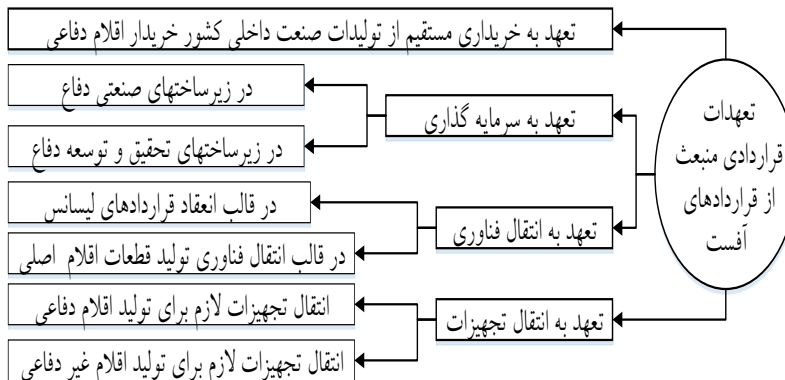 تعهدات
قراردادی منبعث
از قراردادهای
آفست
تعهد به خریداری مستقیم از تولیدات صنعت داخلی کشور خریدار اقلام دفاعی
تعهد به سرمایه گذاری
در زیرساختهای صنعتی دفاع
در زیرساختهای تحقیق و توسعه دفاع
تعهد به انتقال فناوری
در قالب انعقاد قراردادهای لیسانس
در قالب انتقال فناوری تولید قطعات اقلام اصلی
تعهد به انتقال تجهیزات
انتقال تجهیزات لازم برای تولید اقلام دفاعی
انتقال تجهیزات لازم برای تولید اقلام غیر دفاعی